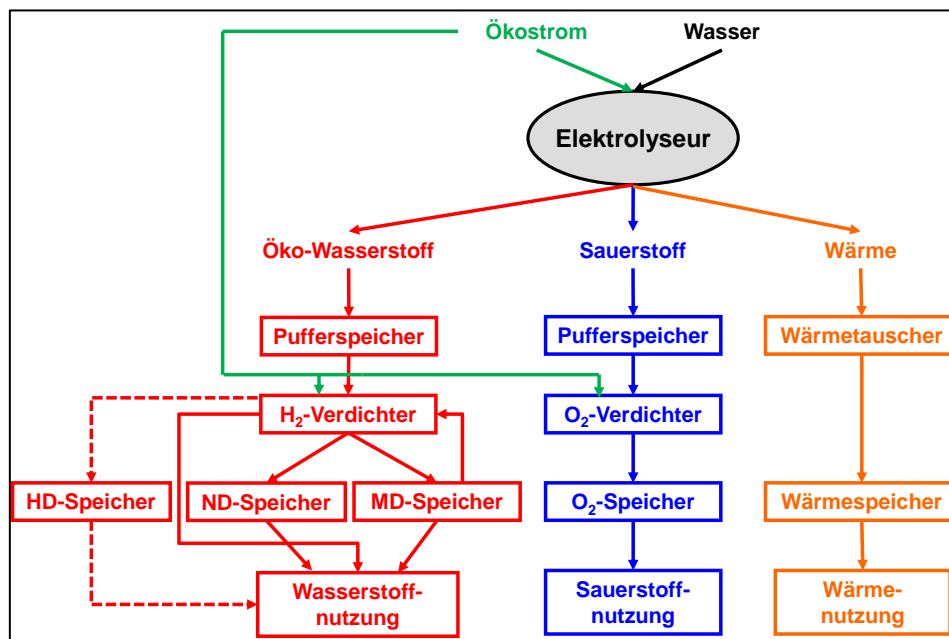 Ökostrom
Wasser
Elektrolyseur
Öko-Wasserstoff
Sauerstoff
Wärme
Pufferspeicher
Pufferspeicher
Wärmetauscher
H₂-Verdichter
O₂-Verdichter
HD-Speicher
ND-Speicher
MD-Speicher
O₂-Speicher
Wärmespeicher
Wasserstoff-
nutzung
Sauerstoff-
nutzung
Wärme-
nutzung